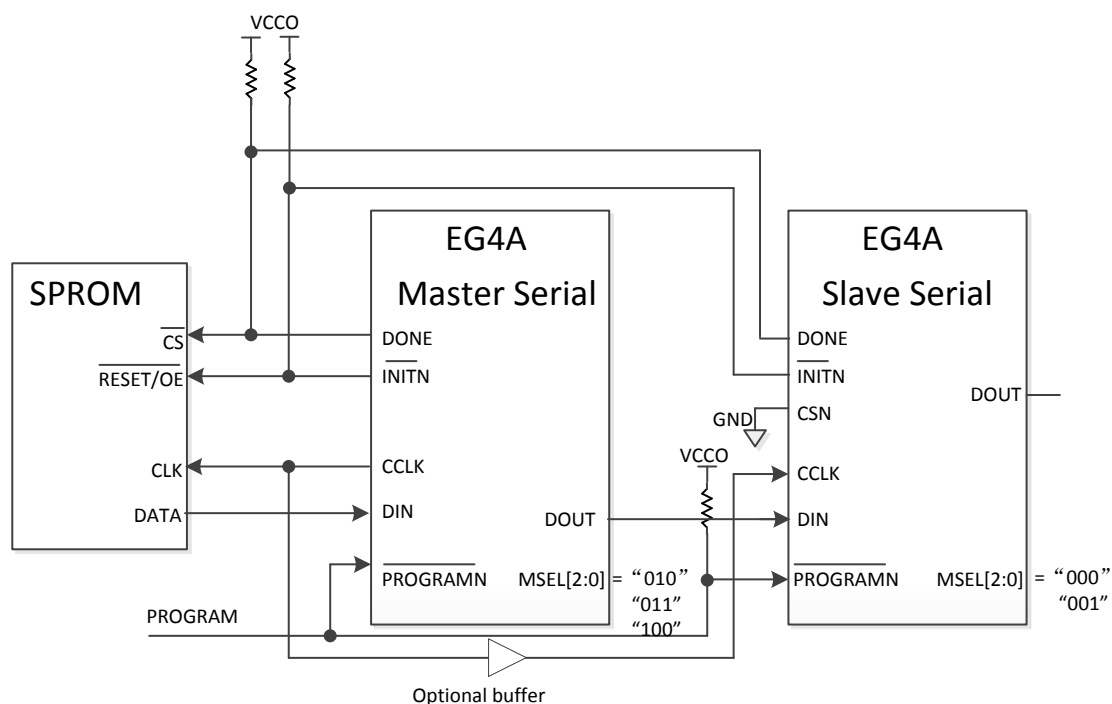 VCCO
EG4A
Master Serial
EG4A
Slave Serial
SPROM
CS
RESET/OE
CLK
DATA
DONE
INITN
CCLK
DIN
DOUT
PROGRAMN
MSEL[2:0] = “010”
“011”
“100”
GND
VCCO
DONE
INITN
CSN
DOUT
CCLK
DIN
PROGRAMN
MSEL[2:0] = “000”
“001”
PROGRAM
Optional buffer